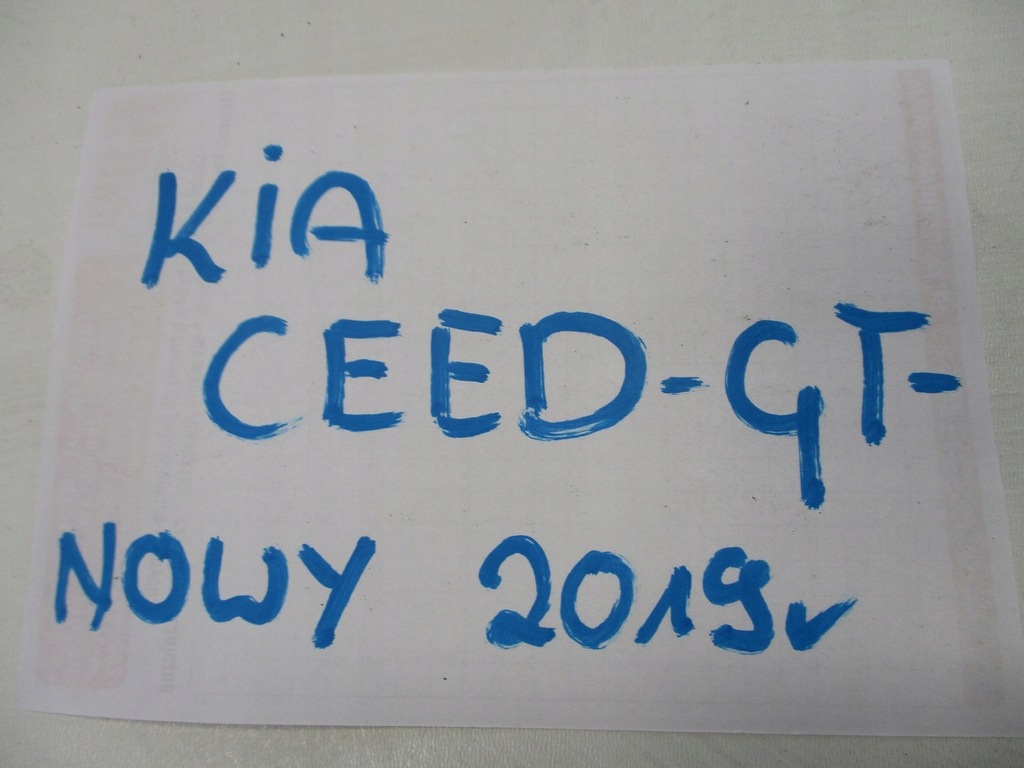 KiA
CEED-GT-
NOWY 2019r